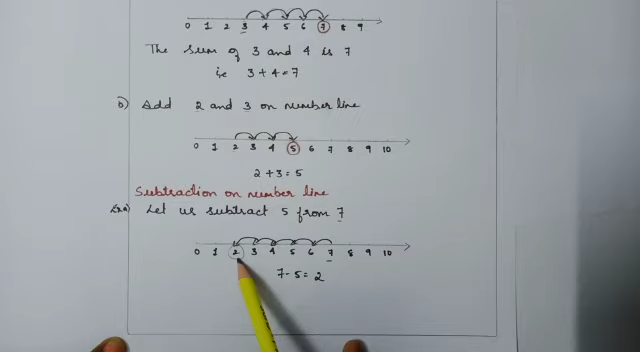 0 1 2 3 4 5 6 7 8 9
The sum of 3 and 4 is 7
i.e 3 + 4 = 7
b) Add 2 and 3 on number line
0 1 2 3 4 5 6 7 8 9 10
2 + 3 = 5
Subtraction on number line
Let us subtract 5 from 7
0 1 2 3 4 5 6 7 8 9 10
7 - 5 = 2